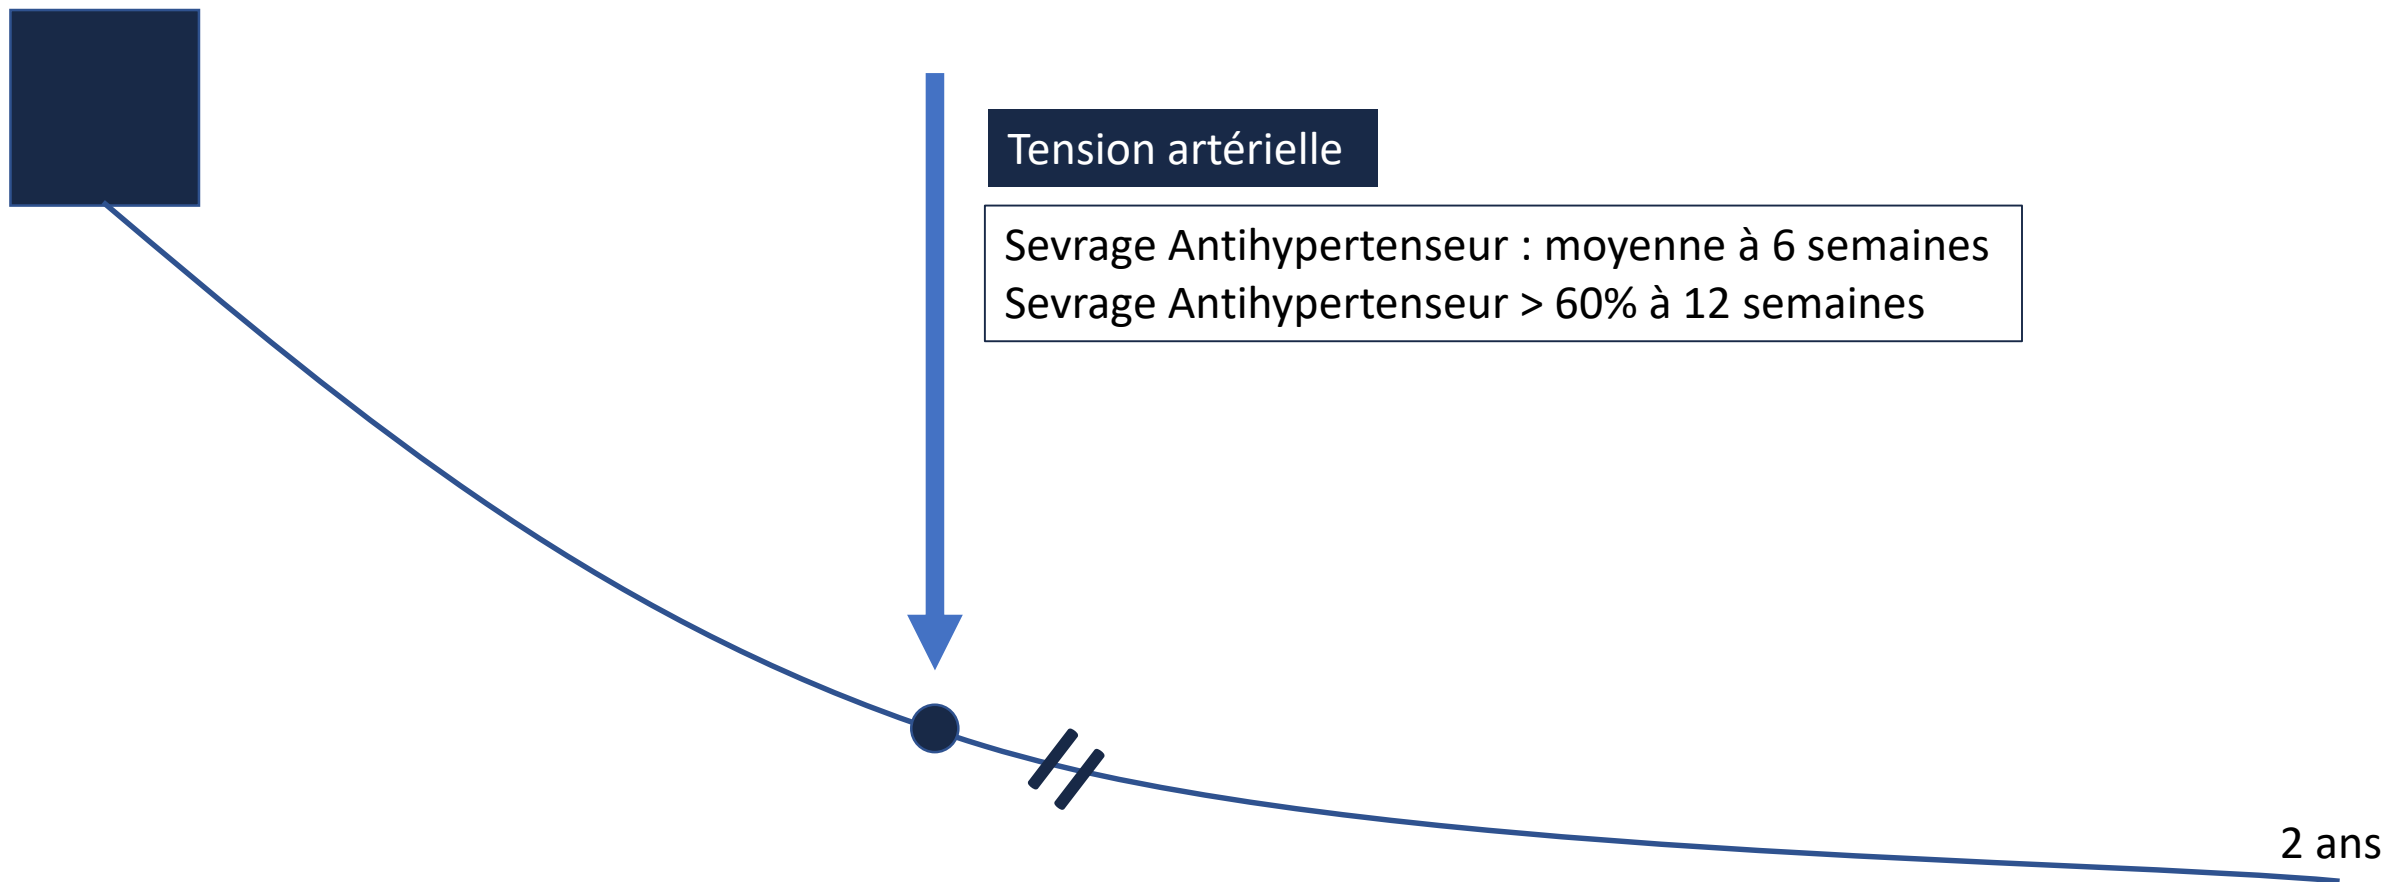 Tension artérielle
Sevrage Antihypertenseur : moyenne à 6 semaines
Sevrage Antihypertenseur > 60% à 12 semaines
2 ans